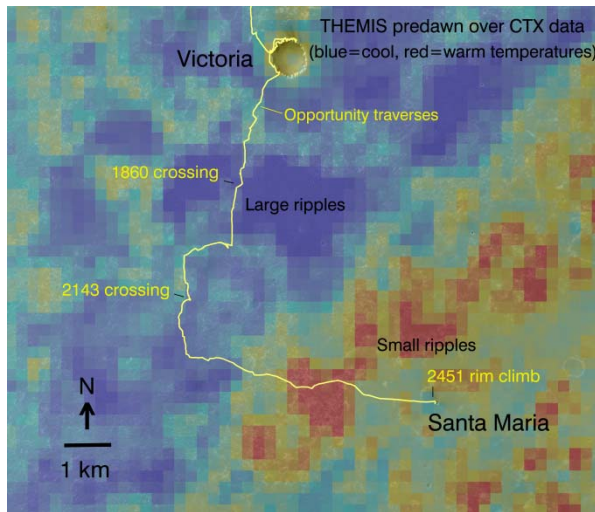 THEMIS predawn over CTX data
Victoria
(blue=cool, red=warm temperatures)
Opportunity traverses
1860 crossing
Large ripples
2143 crossing
Small ripples
2451 rim climb
N
Santa Maria
1 km